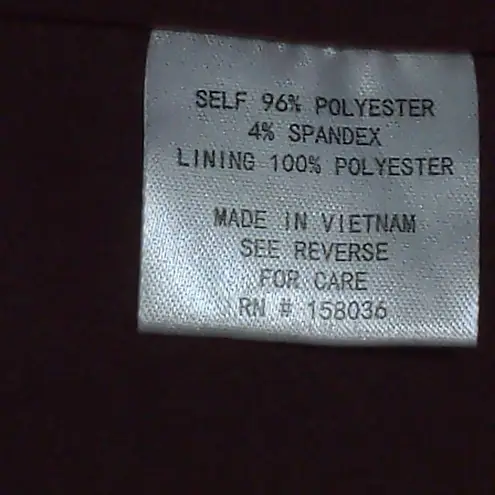 SELF 96% POLYESTER
4% SPANDEX
LINING 100% POLYESTER
MADE IN VIETNAM
SEE REVERSE
FOR CARE
RN # 158036